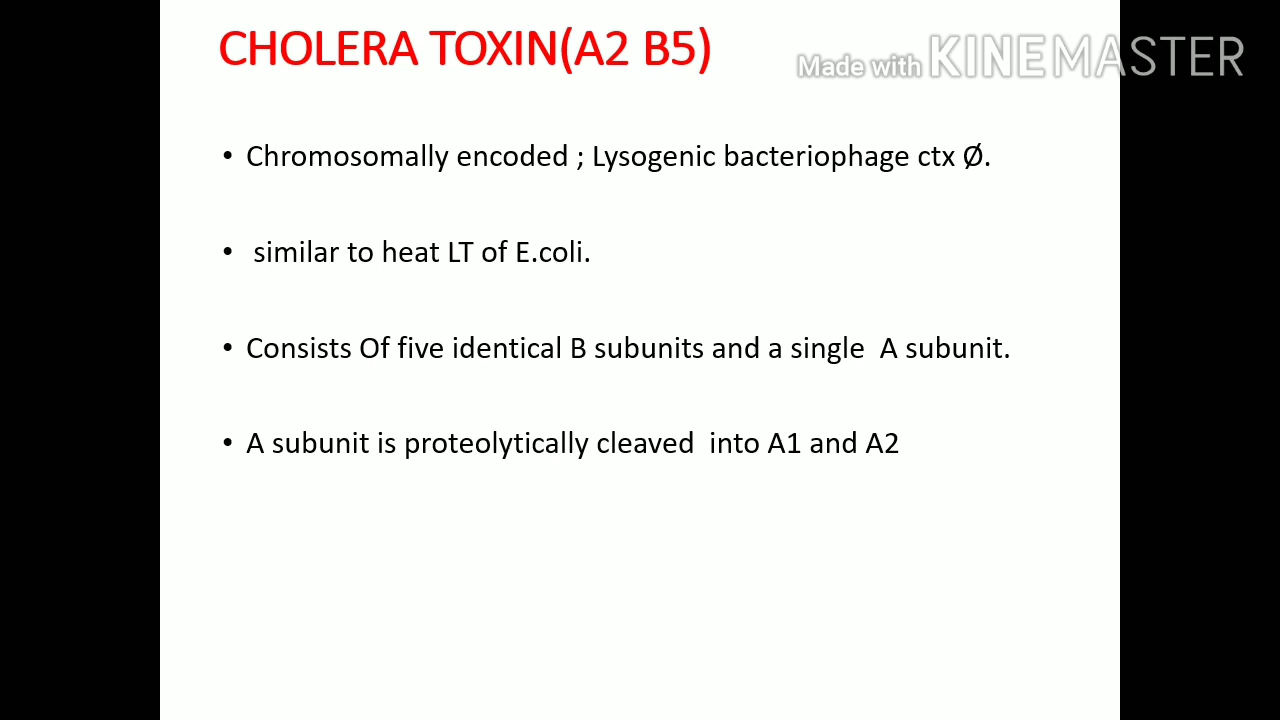 CHOLERA TOXIN(A2 B5)
Made with KINEMASTER
• Chromosomally encoded ; Lysogenic bacteriophage ctx Ø.
• similar to heat LT of E.coli.
• Consists Of five identical B subunits and a single A subunit.
• A subunit is proteolytically cleaved into A1 and A2